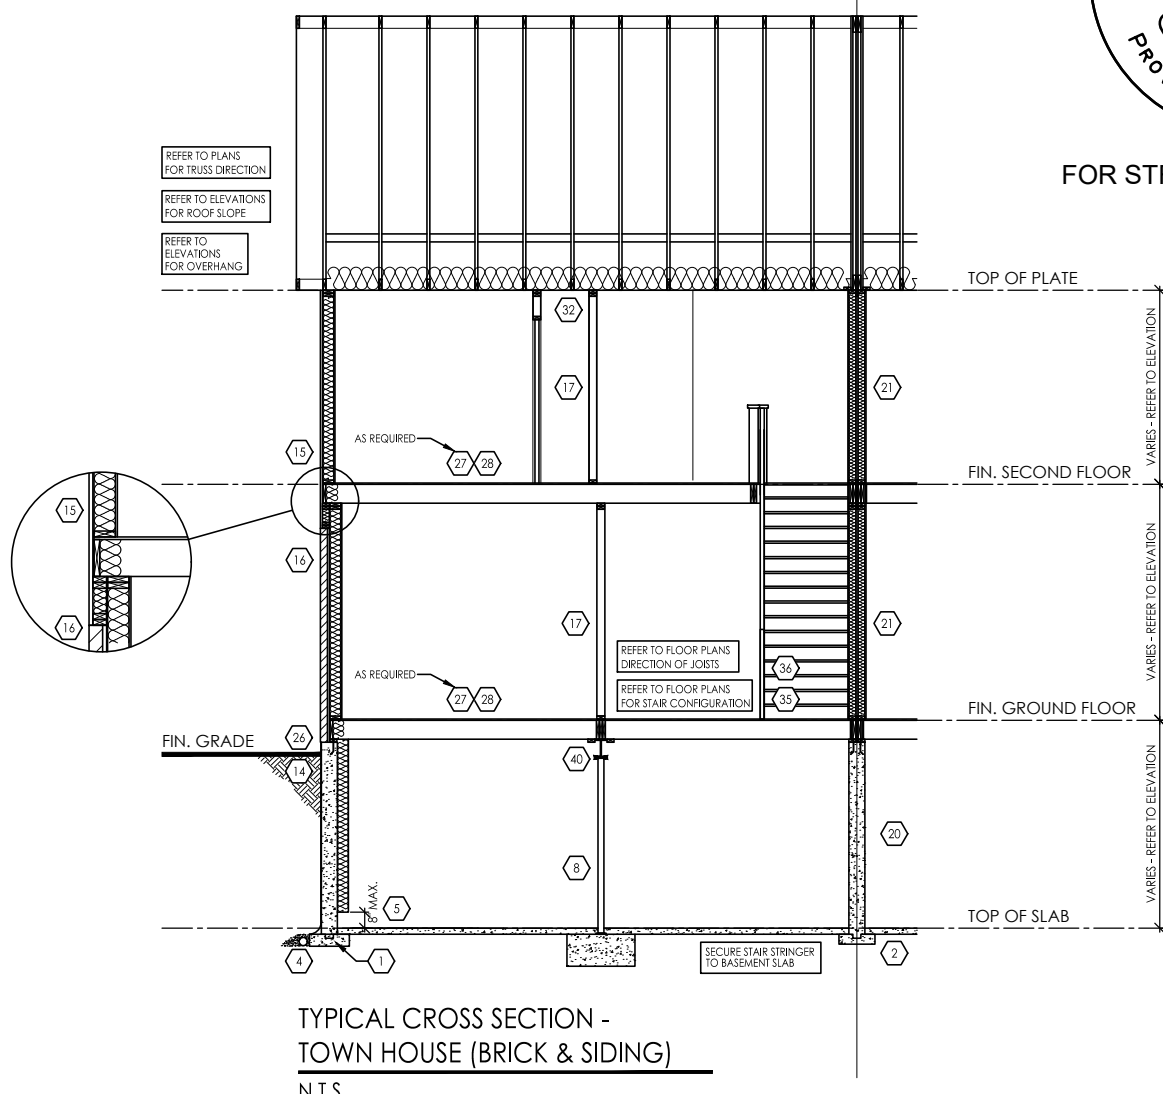 PRO
FOR STR
REFER TO PLANS
FOR TRUSS DIRECTION
REFER TO ELEVATIONS
FOR ROOF SLOPE
REFER TO
ELEVATIONS
FOR OVERHANG
TOP OF PLATE
32
17
21
VARIES - REFER TO ELEVATION
AS REQUIRED
15
27
28
FIN. SECOND FLOOR
15
16
16
17
21
VARIES - REFER TO ELEVATION
REFER TO FLOOR PLANS
DIRECTION OF JOISTS
36
AS REQUIRED
27
28
REFER TO FLOOR PLANS
FOR STAIR CONFIGURATION
35
FIN. GROUND FLOOR
FIN. GRADE
26
14
40
20
VARIES - REFER TO ELEVATION
8
8" MAX.
5
TOP OF SLAB
4
1
SECURE STAIR STRINGER
TO BASEMENT SLAB
2
TYPICAL CROSS SECTION -
TOWN HOUSE (BRICK & SIDING)
N.T.S.